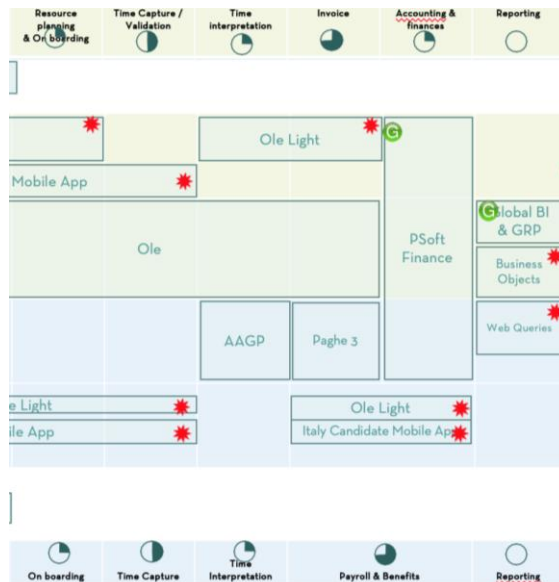 Resource
planning
& On boarding
Time Capture /
Validation
Time
interpretation
Invoice
Accounting &
finances
Reporting
Ole Light
G
Mobile App
G
Global BI
& GRP
Ole
PSoft
Finance
Business
Objects
AAGP
Paghe 3
Web Queries
Light
Ole Light
App
Italy Candidate Mobile App
On boarding
Time Capture
Time
Interpretation
Payroll & Benefits
Reporting